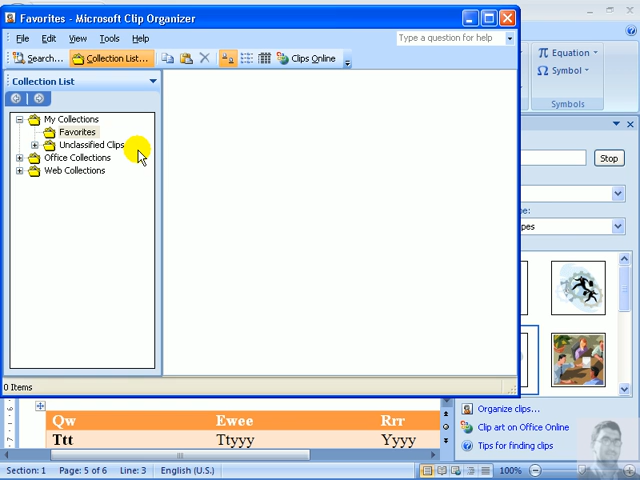 Favorites - Microsoft Clip Organizer
File Edit View Tools Help
Type a question for help
Search... Collection List... Clips Online
Collection List
My Collections
Favorites
Unclassified Clips
Office Collections
Web Collections
0 Items
Equation
Symbol
Symbols
Stop
pe:
pes
Organize clips...
Clip art on Office Online
Tips for finding clips
Qw Ewee Rrr
Ttt Ttyyy Yyyy
Section: 1 Page: 5 of 6 Line: 3 English (U.S.) 100%